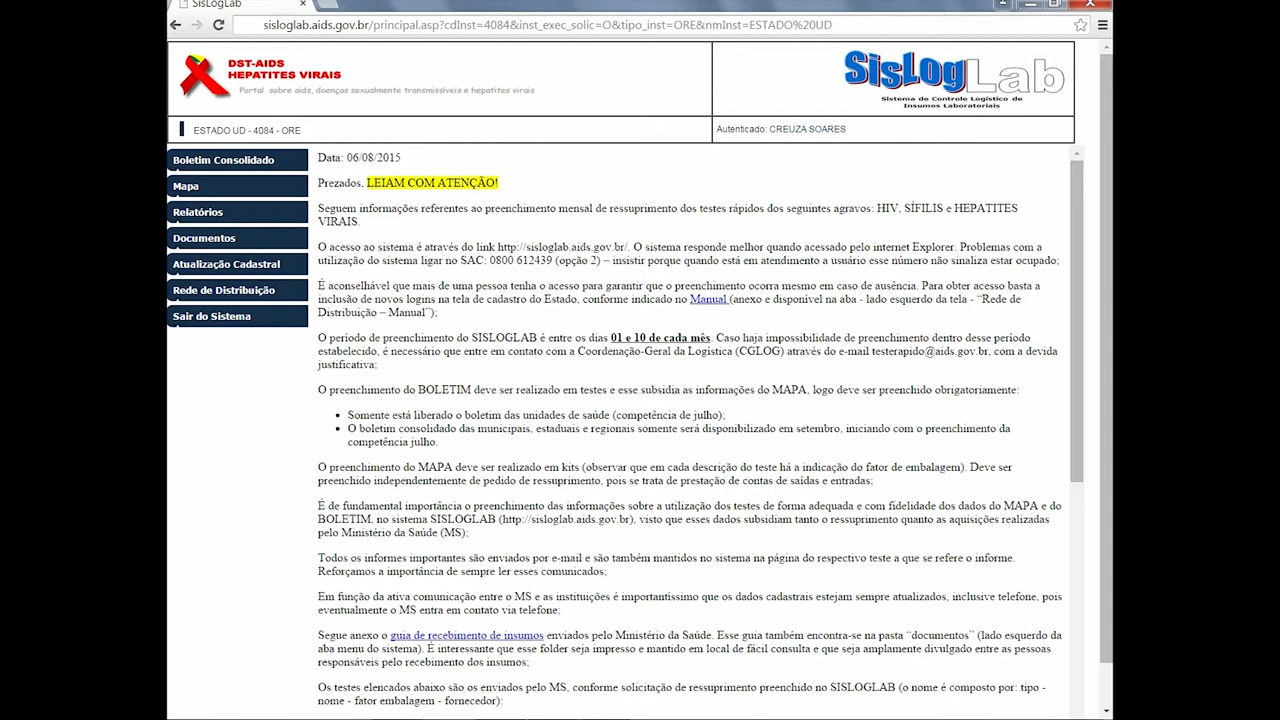 SisLogLab
sisloglab.aids.gov.br/principal.asp?cdInst=4084&inst_exec_solic=O&tipo_inst=ORE&nmInst=ESTADO%20UD
DST-AIDS
HEPATITES VIRAIS
Portal sobre aids, doenças sexualmente transmissíveis e hepatites virais
SisLogLab
Sistema de Controle Logístico de
Insumos Laboratoriais
ESTADO UD - 4084 - ORE
Autenticado: CREUZA SOARES
Boletim Consolidado
Mapa
Relatórios
Documentos
Atualização Cadastral
Rede de Distribuição
Sair do Sistema
Data: 06/08/2015
Prezados, LEIAM COM ATENÇÃO!
Seguem informações referentes ao preenchimento mensal de ressuprimento dos testes rápidos dos seguintes agravos: HIV, SÍFILIS e HEPATITES
VIRAIS.
O acesso ao sistema é através do link http://sisloglab.aids.gov.br/. O sistema responde melhor quando acessado pelo internet Explorer. Problemas com a
utilização do sistema ligar no SAC: 0800 612439 (opção 2) – insistir porque quando está em atendimento a usuário esse número não sinaliza estar ocupado;
É aconselhável que mais de uma pessoa tenha o acesso para garantir que o preenchimento ocorra mesmo em caso de ausência. Para obter acesso basta a
inclusão de novos logins na tela de cadastro do Estado, conforme indicado no Manual (anexo e disponível na aba - lado esquerdo da tela - “Rede de
Distribuição – Manual”);
O período de preenchimento do SISLOGLAB é entre os dias 01 e 10 de cada mês. Caso haja impossibilidade de preenchimento dentro desse período
estabelecido, é necessário que entre em contato com a Coordenação-Geral da Logística (CGLOG) através do e-mail testerapido@aids.gov.br, com a devida
justificativa;
O preenchimento do BOLETIM deve ser realizado em testes e esse subsidia as informações do MAPA, logo deve ser preenchido obrigatoriamente:
• Somente está liberado o boletim das unidades de saúde (competência de julho);
• O boletim consolidado das municipais, estaduais e regionais somente será disponibilizado em setembro, iniciando com o preenchimento da
competência julho.
O preenchimento do MAPA deve ser realizado em kits (observar que em cada descrição do teste há a indicação do fator de embalagem). Deve ser
preenchido independentemente de pedido de ressuprimento, pois se trata de prestação de contas de saídas e entradas;
É de fundamental importância o preenchimento das informações sobre a utilização dos testes de forma adequada e com fidelidade dos dados do MAPA e do
BOLETIM, no sistema SISLOGLAB (http://sisloglab.aids.gov.br), visto que esses dados subsidiam tanto o ressuprimento quanto as aquisições realizadas
pelo Ministério da Saúde (MS);
Todos os informes importantes são enviados por e-mail e são também mantidos no sistema na página do respectivo teste a que se refere o informe.
Reforçamos a importância de sempre ler esses comunicados;
Em função da ativa comunicação entre o MS e as instituições é importantíssimo que os dados cadastrais estejam sempre atualizados, inclusive telefone, pois
eventualmente o MS entra em contato via telefone;
Segue anexo o guia de recebimento de insumos enviados pelo Ministério da Saúde. Esse guia também encontra-se na pasta “documentos” (lado esquerdo da
aba menu do sistema). É interessante que esse folder seja impresso e mantido em local de fácil consulta e que seja amplamente divulgado entre as pessoas
responsáveis pelo recebimento dos insumos;
Os testes elencados abaixo são os enviados pelo MS, conforme solicitação de ressuprimento preenchido no SISLOGLAB (o nome é composto por: tipo -
nome - fator embalagem - fornecedor):